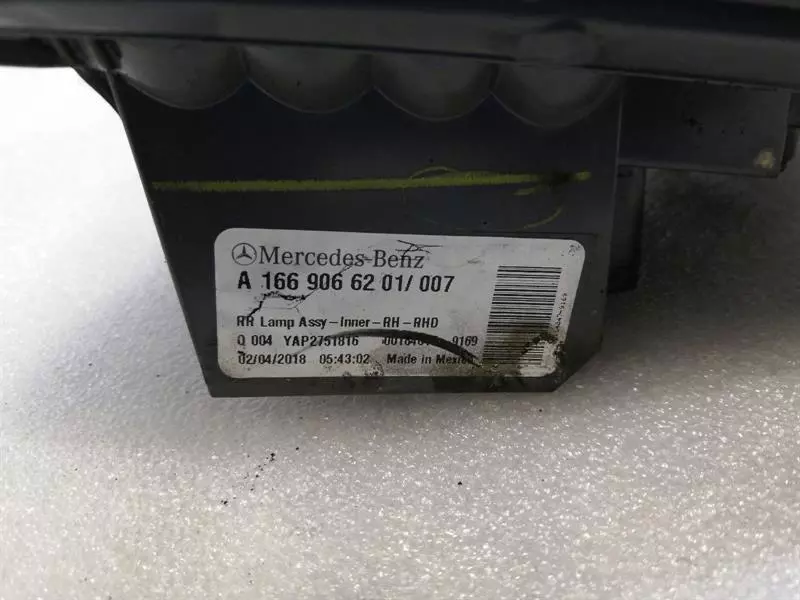 Mercedes-Benz
A 166 906 62 01/ 007
RR Lamp Assy-Inner-RH-RHD
Q 004 YAP2751816 9169
02/04/2018 05:43:02 Made in Mexico